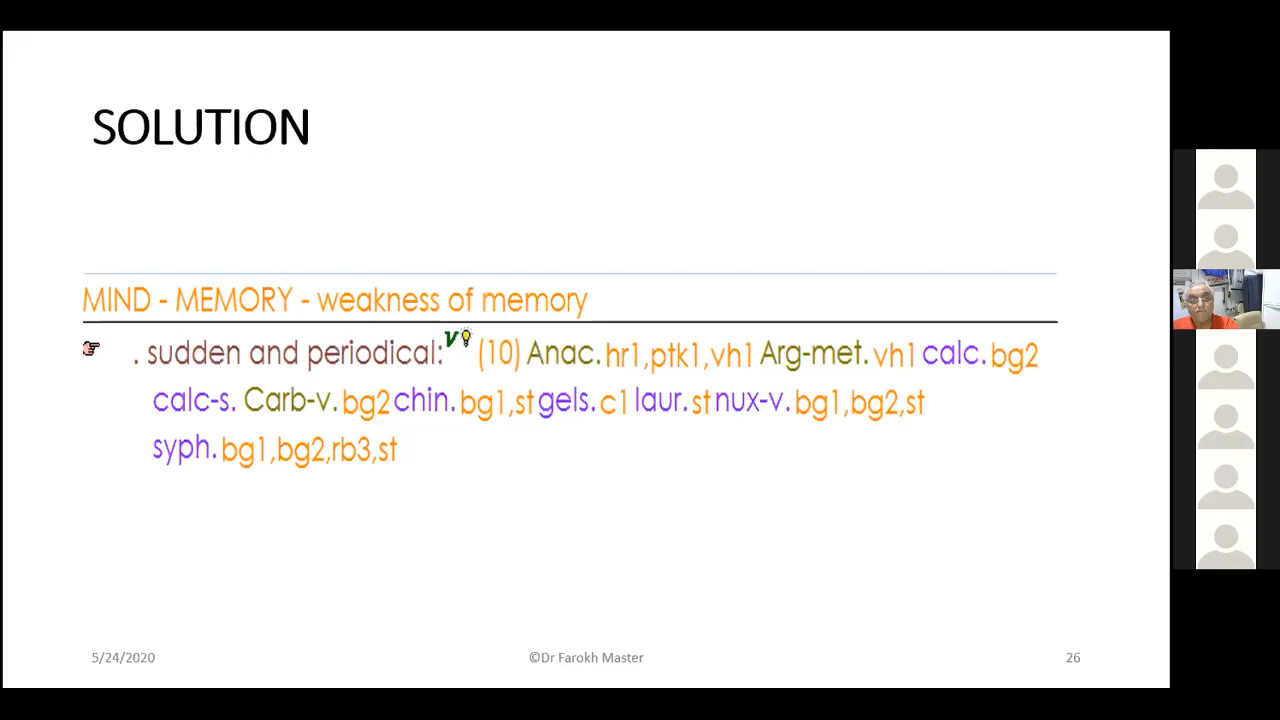 SOLUTION
MIND - MEMORY - weakness of memory
. sudden and periodical: v (10) Anac. hr1,ptk1,vh1 Arg-met. vh1 calc. bg2
calc-s. Carb-v. bg2 chin. bg1,st gels. c1 laur. st nux-v. bg1,bg2,st
syph. bg1,bg2,rb3,st
5/24/2020 ©Dr Farokh Master 26